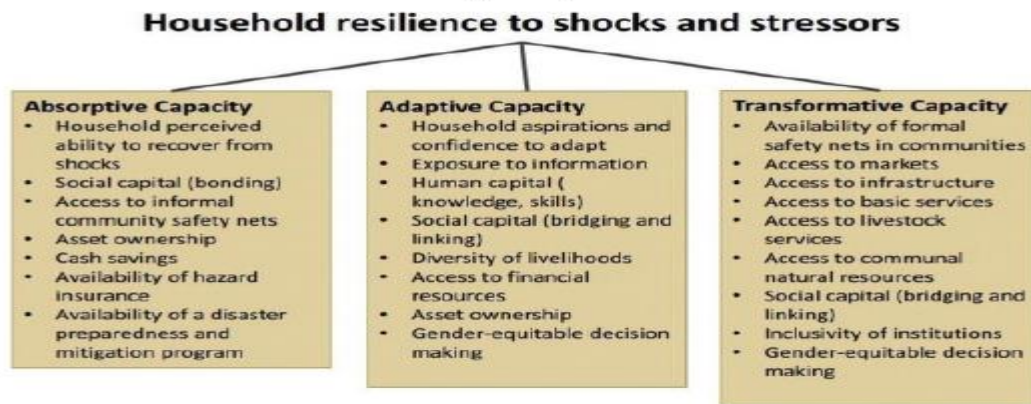 Household resilience to shocks and stressors
Absorptive Capacity
• Household perceived
ability to recover from
shocks
• Social capital (bonding)
• Access to informal
community safety nets
• Asset ownership
• Cash savings
• Availability of hazard
insurance
• Availability of a disaster
preparedness and
mitigation program
Adaptive Capacity
• Household aspirations and
confidence to adapt
• Exposure to information
• Human capital (
knowledge, skills)
• Social capital (bridging and
linking)
• Diversity of livelihoods
• Access to financial
resources
• Asset ownership
• Gender-equitable decision
making
Transformative Capacity
• Availability of formal
safety nets in communities
• Access to markets
• Access to infrastructure
• Access to basic services
• Access to livestock
services
• Access to communal
natural resources
• Social capital (bridging and
linking)
• Inclusivity of institutions
• Gender-equitable decision
making